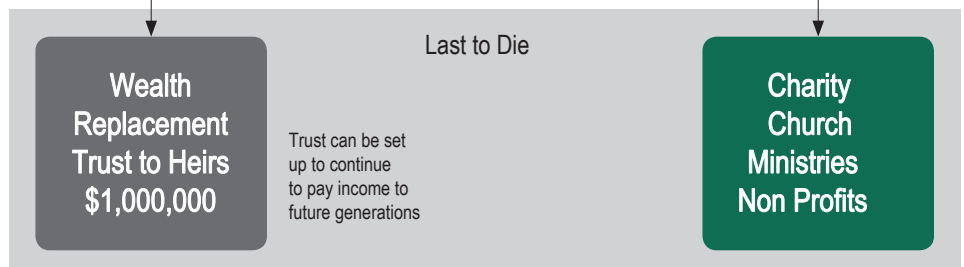 Last to Die
Wealth
Replacement
Trust to Heirs
$1,000,000
Trust can be set
up to continue
to pay income to
future generations
Charity
Church
Ministries
Non Profits